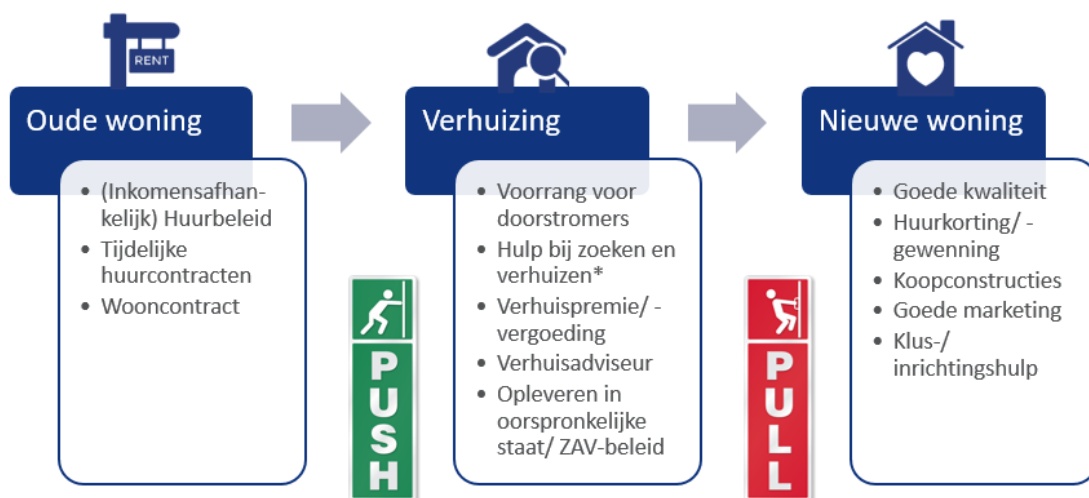 RENT
Oude woning
• (Inkomensafhan-
kelijk) Huurbeleid
• Tijdelijke
huurcontracten
• Wooncontract
PUSH
Verhuizing
• Voorrang voor
doorstromers
• Hulp bij zoeken en
verhuizen*
• Verhuispremie/ -
vergoeding
• Verhuisadviseur
• Opleveren in
oorspronkelijke
staat/ ZAV-beleid
PULL
Nieuwe woning
• Goede kwaliteit
• Huurkorting/ -
gewenning
• Koopconstructies
• Goede marketing
• Klus-/
inrichtingshulp